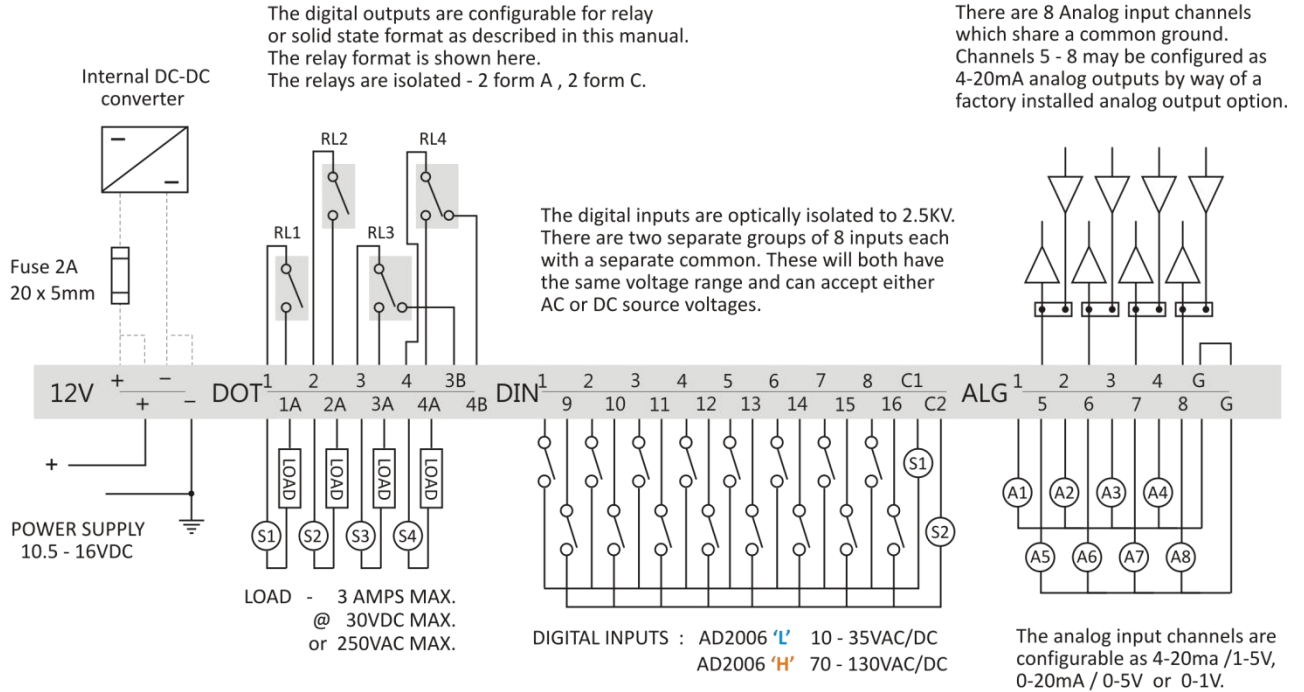 The digital outputs are configurable for relay
or solid state format as described in this manual.
The relay format is shown here.
The relays are isolated - 2 form A , 2 form C.
There are 8 Analog input channels
which share a common ground.
Channels 5 - 8 may be configured as
4-20mA analog outputs by way of a
factory installed analog output option.
Internal DC-DC
converter
RL2
RL4
RL1
RL3
Fuse 2A
20 x 5mm
The digital inputs are optically isolated to 2.5KV.
There are two separate groups of 8 inputs each
with a separate common. These will both have
the same voltage range and can accept either
AC or DC source voltages.
12V + − + −
DOT 1 2 3 4 3B
1A 2A 3A 4A 4B
DIN 1 2 3 4 5 6 7 8 C1
9 10 11 12 13 14 15 16 C2
ALG 1 2 3 4 G
5 6 7 8 G
+
POWER SUPPLY
10.5 - 16VDC
LOAD LOAD LOAD LOAD
S1 S2 S3 S4
LOAD - 3 AMPS MAX.
@ 30VDC MAX.
or 250VAC MAX.
S1
S2
DIGITAL INPUTS : AD2006 ‘L’ 10 - 35VAC/DC
AD2006 ‘H’ 70 - 130VAC/DC
A1 A2 A3 A4
A5 A6 A7 A8
The analog input channels are
configurable as 4-20ma /1-5V,
0-20mA / 0-5V or 0-1V.